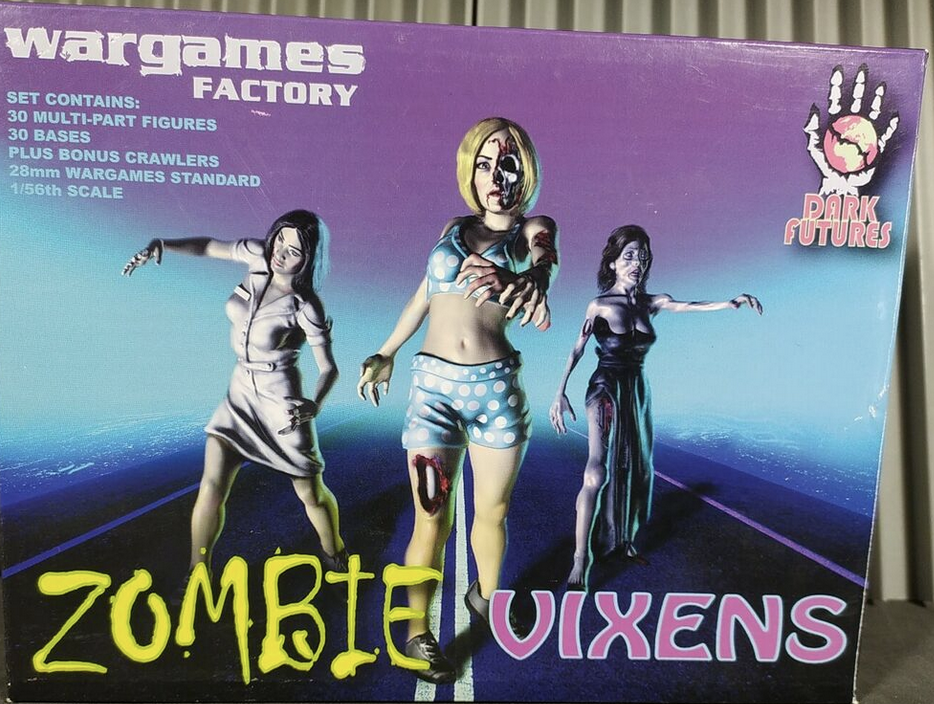 wargames
FACTORY
SET CONTAINS:
30 MULTI-PART FIGURES
30 BASES
PLUS BONUS CRAWLERS
28mm WARGAMES STANDARD
1/56th SCALE
DARK
FUTURES
ZOMBIE VIXENS